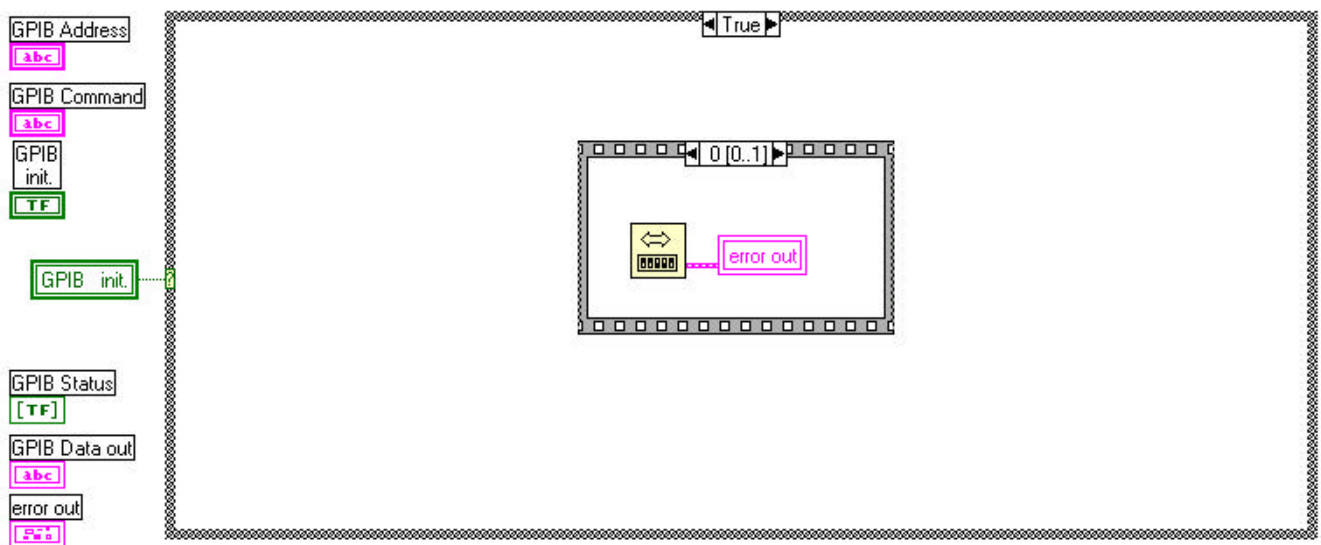 GPIB Address
abc
GPIB Command
abc
GPIB
init.
TF
GPIB init.
?
True
0 [0..1]
error out
GPIB Status
[TF]
GPIB Data out
abc
error out